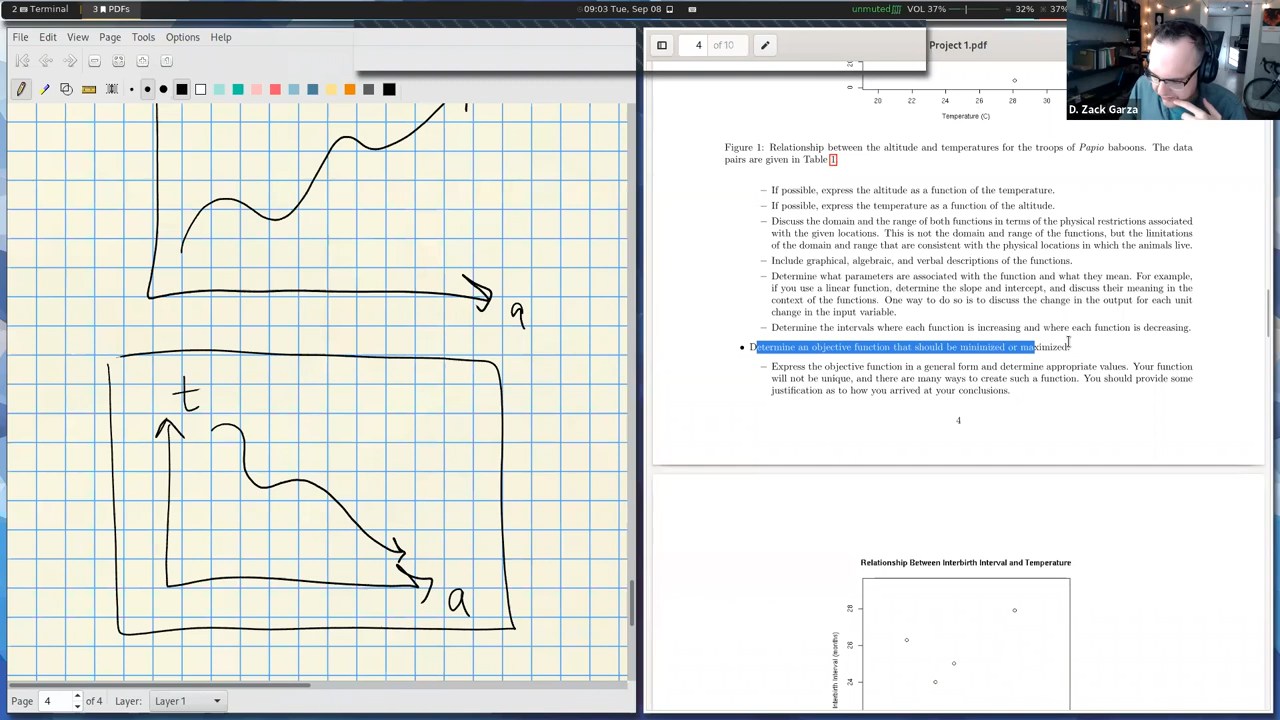 2 Terminal
3 PDFs
09:03 Tue, Sep 08
unmuted VOL 37%
32%
37%
File Edit View Page Tools Options Help
4 of 10
Project 1.pdf
D. Zack Garza
0
20 22 24 26 28 30
Temperature (C)
Figure 1: Relationship between the altitude and temperatures for the troops of Papio baboons. The data
pairs are given in Table 1
– If possible, express the altitude as a function of the temperature.
– If possible, express the temperature as a function of the altitude.
– Discuss the domain and the range of both functions in terms of the physical restrictions associated
with the given locations. This is not the domain and range of the functions, but the limitations
of the domain and range that are consistent with the physical locations in which the animals live.
– Include graphical, algebraic, and verbal descriptions of the functions.
– Determine what parameters are associated with the function and what they mean. For example,
if you use a linear function, determine the slope and intercept, and discuss their meaning in the
context of the functions. One way to do so is to discuss the change in the output for each unit
change in the input variable.
– Determine the intervals where each function is increasing and where each function is decreasing.
• Determine an objective function that should be minimized or maximized.
– Express the objective function in a general form and determine appropriate values. Your function
will not be unique, and there are many ways to create such a function. You should provide some
justification as to how you arrived at your conclusions.
4
Relationship Between Interbirth Interval and Temperature
28
26
24
Interbirth Interval (months)
a
t
a
Page 4 of 4 Layer: Layer 1